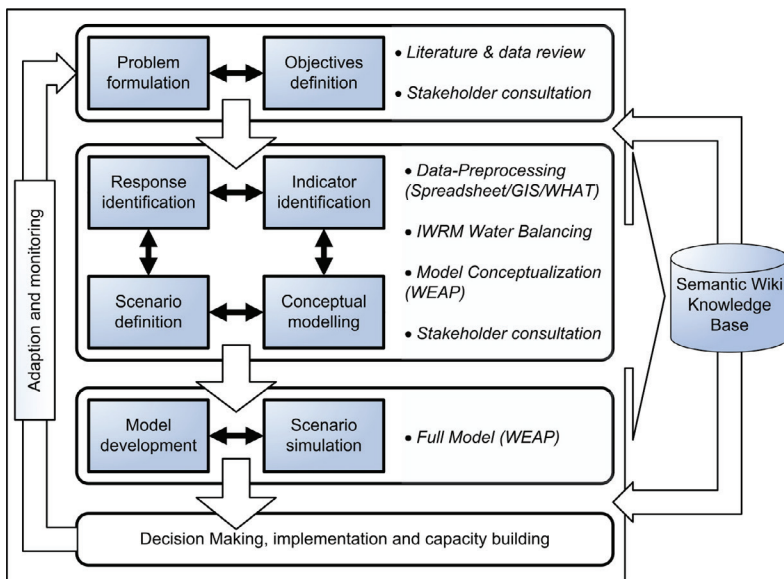 Problem
formulation
Objectives
definition
• Literature & data review
• Stakeholder consultation
Response
identification
Indicator
identification
Scenario
definition
Conceptual
modelling
• Data-Preprocessing
(Spreadsheet/GIS/WHAT)
• IWRM Water Balancing
• Model Conceptualization
(WEAP)
• Stakeholder consultation
Model
development
Scenario
simulation
• Full Model (WEAP)
Decision Making, implementation and capacity building
Adaption and monitoring
Semantic Wiki
Knowledge
Base